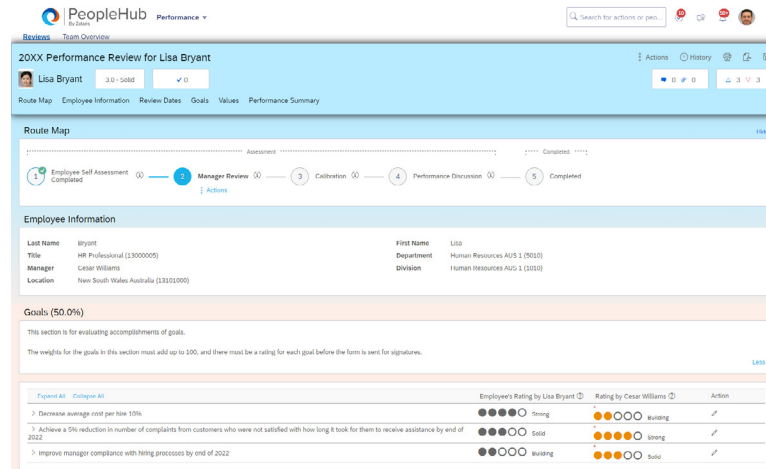 PeopleHub
By Zalaris
Performance
Search for actions or peo...
10
50+
Reviews Team Overview
20XX Performance Review for Lisa Bryant
Actions History
Lisa Bryant 3.0 - Solid 0
0 0 3 3
Route Map Employee Information Review Dates Goals Values Performance Summary
Route Map
Assessment Completed
1 Employee Self Assessment Completed 2 Manager Review 3 Calibration 4 Performance Discussion 5 Completed
Actions
Employee Information
Last Name Bryant First Name Lisa
Title HR Professional (13000005) Department Human Resources AUS 1 (5010)
Manager Cesar Williams Division Human Resources AUS 1 (1010)
Location New South Wales Australia (13101000)
Goals (50.0%)
This section is for evaluating accomplishments of goals.
The weights for the goals in this section must add up to 100, and there must be a rating for each goal before the form is sent for signatures.
Less
Expand All Collapse All Employee's Rating by Lisa Bryant Rating by Cesar Williams Action
> Decrease average cost per hire 10% Strong * Building
> Achieve a 5% reduction in number of complaints from customers who were not satisfied with how long it took for them to receive assistance by end of
2022 Solid * Strong
> Improve manager compliance with hiring processes by end of 2022 Building * Solid